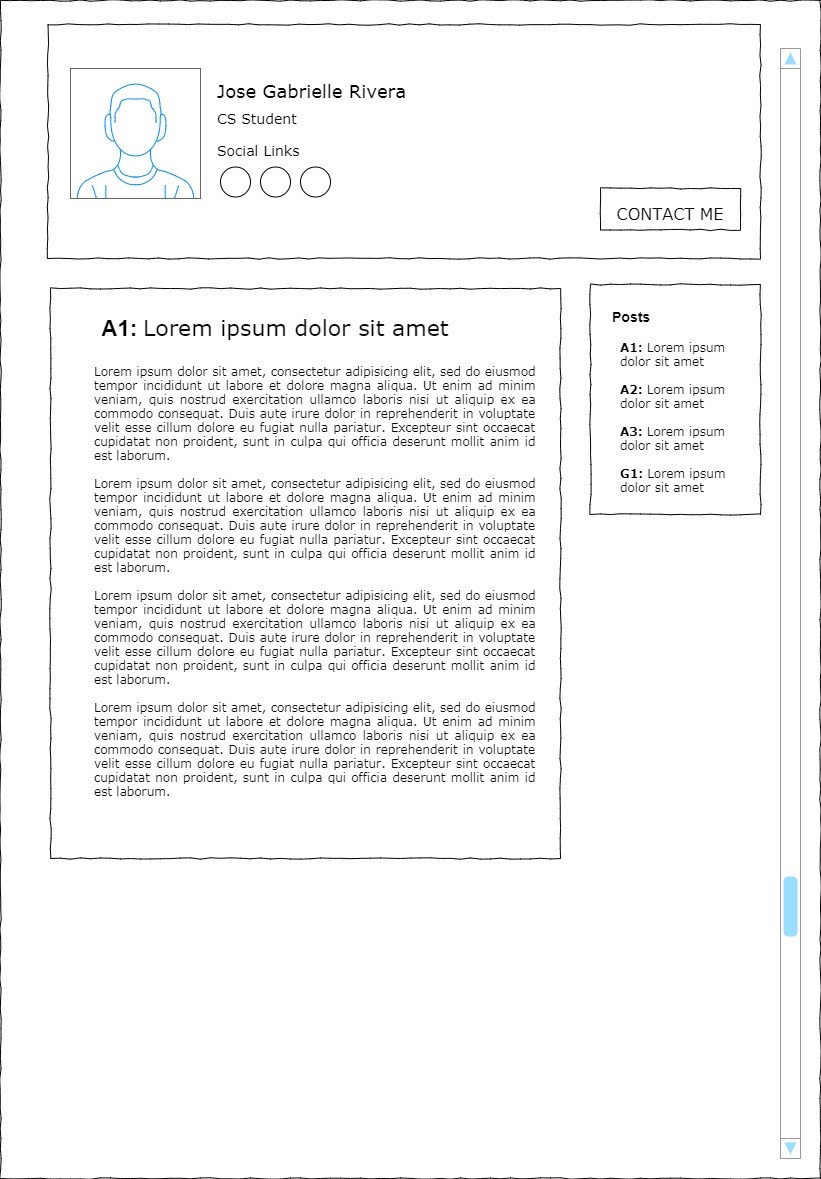 Jose Gabrielle Rivera
CS Student
Social Links
CONTACT ME
A1: Lorem ipsum dolor sit amet
Lorem ipsum dolor sit amet, consectetur adipisicing elit, sed do eiusmod
tempor incididunt ut labore et dolore magna aliqua. Ut enim ad minim
veniam, quis nostrud exercitation ullamco laboris nisi ut aliquip ex ea
commodo consequat. Duis aute irure dolor in reprehenderit in voluptate
velit esse cillum dolore eu fugiat nulla pariatur. Excepteur sint occaecat
cupidatat non proident, sunt in culpa qui officia deserunt mollit anim id
est laborum.
Lorem ipsum dolor sit amet, consectetur adipisicing elit, sed do eiusmod
tempor incididunt ut labore et dolore magna aliqua. Ut enim ad minim
veniam, quis nostrud exercitation ullamco laboris nisi ut aliquip ex ea
commodo consequat. Duis aute irure dolor in reprehenderit in voluptate
velit esse cillum dolore eu fugiat nulla pariatur. Excepteur sint occaecat
cupidatat non proident, sunt in culpa qui officia deserunt mollit anim id
est laborum.
Lorem ipsum dolor sit amet, consectetur adipisicing elit, sed do eiusmod
tempor incididunt ut labore et dolore magna aliqua. Ut enim ad minim
veniam, quis nostrud exercitation ullamco laboris nisi ut aliquip ex ea
commodo consequat. Duis aute irure dolor in reprehenderit in voluptate
velit esse cillum dolore eu fugiat nulla pariatur. Excepteur sint occaecat
cupidatat non proident, sunt in culpa qui officia deserunt mollit anim id
est laborum.
Lorem ipsum dolor sit amet, consectetur adipisicing elit, sed do eiusmod
tempor incididunt ut labore et dolore magna aliqua. Ut enim ad minim
veniam, quis nostrud exercitation ullamco laboris nisi ut aliquip ex ea
commodo consequat. Duis aute irure dolor in reprehenderit in voluptate
velit esse cillum dolore eu fugiat nulla pariatur. Excepteur sint occaecat
cupidatat non proident, sunt in culpa qui officia deserunt mollit anim id
est laborum.
Posts
A1: Lorem ipsum
dolor sit amet
A2: Lorem ipsum
dolor sit amet
A3: Lorem ipsum
dolor sit amet
G1: Lorem ipsum
dolor sit amet